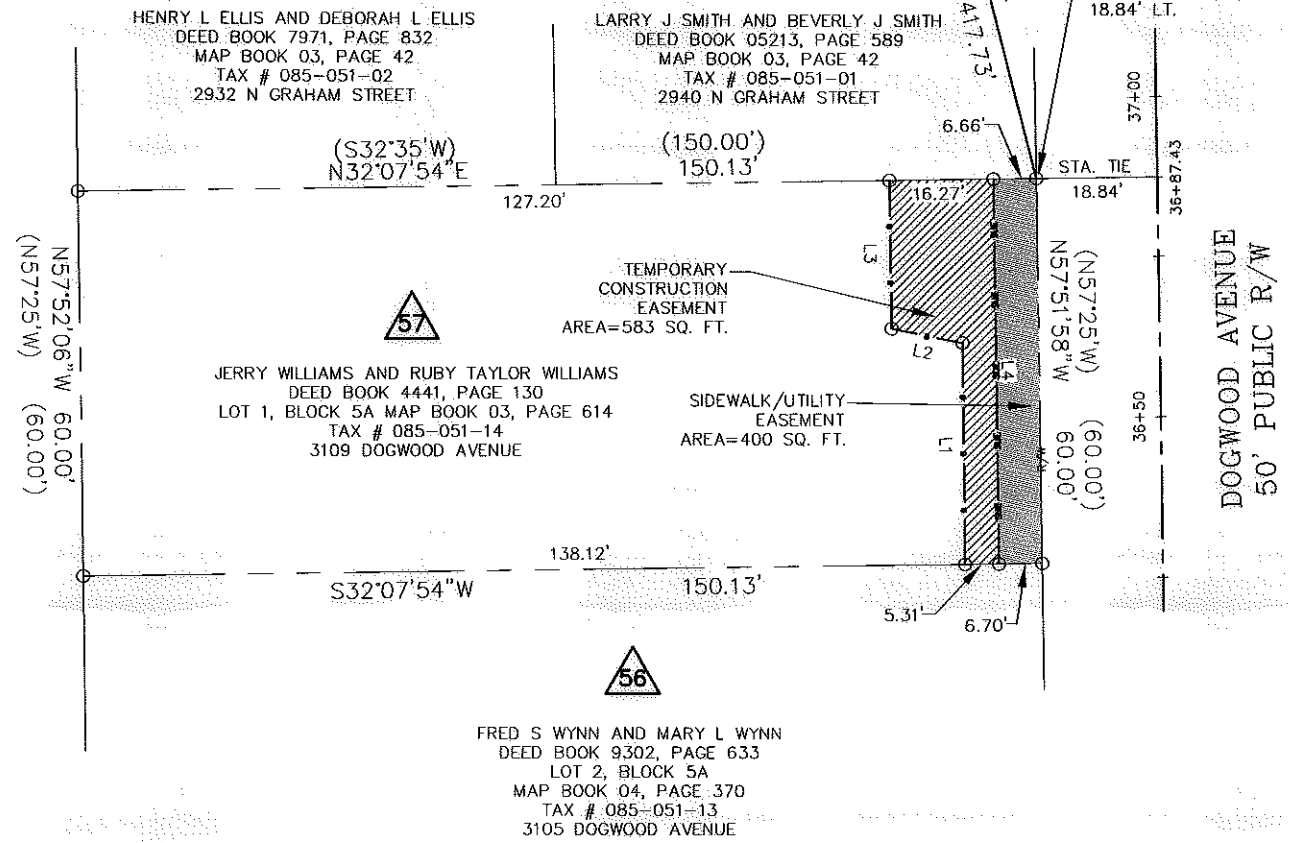 HENRY L ELLIS AND DEBORAH L ELLIS
DEED BOOK 7971, PAGE 832
MAP BOOK 03, PAGE 42
TAX # 085-051-02
2932 N GRAHAM STREET
LARRY J SMITH AND BEVERLY J SMITH
DEED BOOK 05213, PAGE 589
MAP BOOK 03, PAGE 42
TAX # 085-051-01
2940 N GRAHAM STREET
417.73'
18.84' LT.
37+00
6.66'
(S32°35'W)
N32°07'54"E
(150.00')
150.13'
STA. TIE
18.84'
36+87.43
127.20'
16.27'
L3
TEMPORARY
CONSTRUCTION
EASEMENT
AREA=583 SQ. FT.
L2
57
JERRY WILLIAMS AND RUBY TAYLOR WILLIAMS
DEED BOOK 4441, PAGE 130
LOT 1, BLOCK 5A MAP BOOK 03, PAGE 614
TAX # 085-051-14
3109 DOGWOOD AVENUE
SIDEWALK/UTILITY
EASEMENT
AREA=400 SQ. FT.
L1
L4
N57°52'06"W 60.00'
(N57°25'W) (60.00')
(N57°25'W) (60.00')
N57°51'58"W 60.00'
R/W
36+50
DOGWOOD AVENUE
50' PUBLIC R/W
138.12'
S32°07'54"W
150.13'
5.31'
6.70'
56
FRED S WYNN AND MARY L WYNN
DEED BOOK 9302, PAGE 633
LOT 2, BLOCK 5A
MAP BOOK 04, PAGE 370
TAX # 085-051-13
3105 DOGWOOD AVENUE